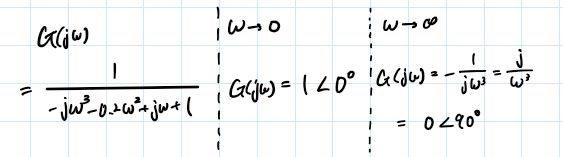 G(jω)
= 1 / (-jω³-0.2ω²+jω+1)
ω→0
G(jω) = 1∠0°
ω→∞
G(jω) = - 1/jω³ = j/ω³
= 0∠90°